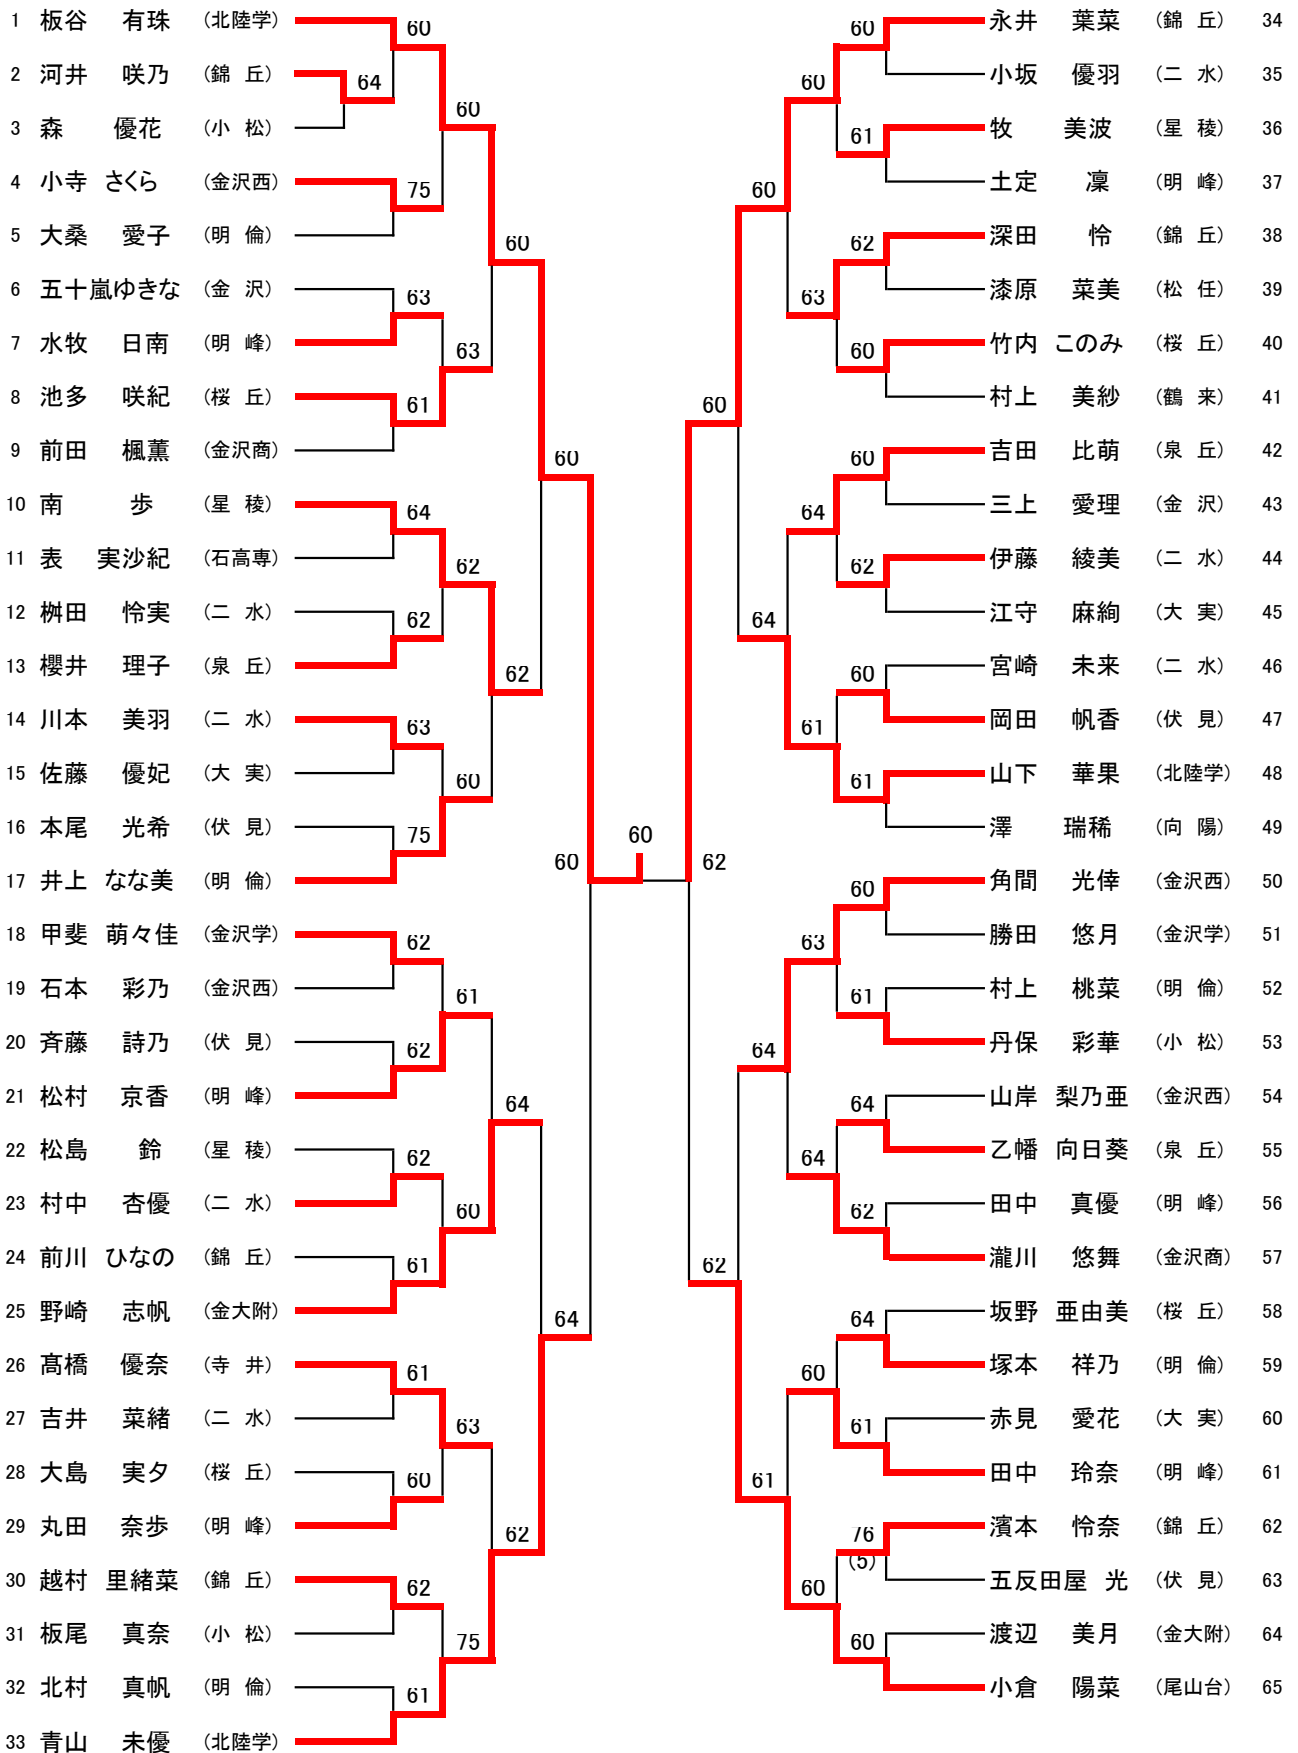 1 板谷 有珠 (北陸学)
2 河井 咲乃 (錦 丘)
3 森 優花 (小 松)
4 小寺 さくら (金沢西)
5 大桑 愛子 (明 倫)
6 五十嵐ゆきな (金 沢)
7 水牧 日南 (明 峰)
8 池多 咲紀 (桜 丘)
9 前田 楓薫 (金沢商)
10 南 歩 (星 稜)
11 表 実沙紀 (石高専)
12 桝田 怜実 (二 水)
13 櫻井 理子 (泉 丘)
14 川本 美羽 (二 水)
15 佐藤 優妃 (大 実)
16 本尾 光希 (伏 見)
17 井上 なな美 (明 倫)
18 甲斐 萌々佳 (金沢学)
19 石本 彩乃 (金沢西)
20 斉藤 詩乃 (伏 見)
21 松村 京香 (明 峰)
22 松島 鈴 (星 稜)
23 村中 杏優 (二 水)
24 前川 ひなの (錦 丘)
25 野崎 志帆 (金大附)
26 髙橋 優奈 (寺 井)
27 吉井 菜緒 (二 水)
28 大島 実夕 (桜 丘)
29 丸田 奈歩 (明 峰)
30 越村 里緒菜 (錦 丘)
31 板尾 真奈 (小 松)
32 北村 真帆 (明 倫)
33 青山 未優 (北陸学)
64
60
75
63
61
64
62
63
75
62
62
62
61
61
60
62
61
60
63
62
60
61
60
63
75
60
62
64
62
60
64
60
60
62
60
62
60
64
64
61
60
63
64
61
63
64
60
60
60
61
62
60
60
62
60
61
60
61
64
62
64
61
76
(5)
60
永井 葉菜 (錦 丘) 34
小坂 優羽 (二 水) 35
牧 美波 (星 稜) 36
土定 凜 (明 峰) 37
深田 怜 (錦 丘) 38
漆原 菜美 (松 任) 39
竹内 このみ (桜 丘) 40
村上 美紗 (鶴 来) 41
吉田 比萌 (泉 丘) 42
三上 愛理 (金 沢) 43
伊藤 綾美 (二 水) 44
江守 麻絢 (大 実) 45
宮崎 未来 (二 水) 46
岡田 帆香 (伏 見) 47
山下 華果 (北陸学) 48
澤 瑞稀 (向 陽) 49
角間 光倖 (金沢西) 50
勝田 悠月 (金沢学) 51
村上 桃菜 (明 倫) 52
丹保 彩華 (小 松) 53
山岸 梨乃亜 (金沢西) 54
乙幡 向日葵 (泉 丘) 55
田中 真優 (明 峰) 56
瀧川 悠舞 (金沢商) 57
坂野 亜由美 (桜 丘) 58
塚本 祥乃 (明 倫) 59
赤見 愛花 (大 実) 60
田中 玲奈 (明 峰) 61
濱本 怜奈 (錦 丘) 62
五反田屋 光 (伏 見) 63
渡辺 美月 (金大附) 64
小倉 陽菜 (尾山台) 65